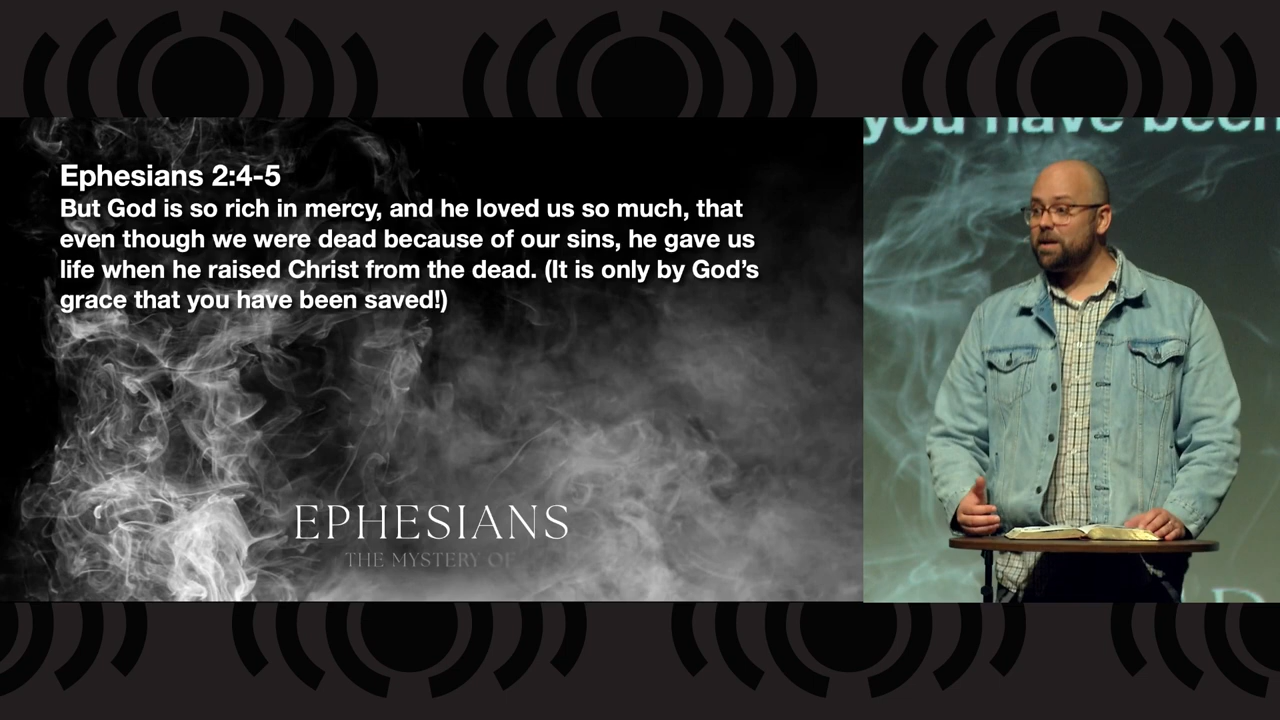 Ephesians 2:4-5
But God is so rich in mercy, and he loved us so much, that
even though we were dead because of our sins, he gave us
life when he raised Christ from the dead. (It is only by God’s
grace that you have been saved!)
EPHESIANS
THE MYSTERY OF
you have been